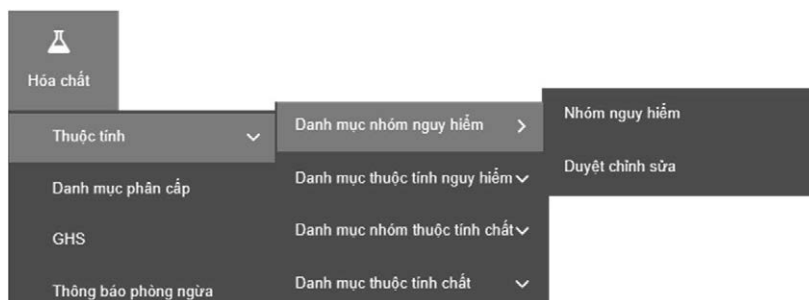 Hóa chất
Thuộc tính
Danh mục phân cấp
GHS
Thông báo phòng ngừa
Danh mục nhóm nguy hiểm
Danh mục thuộc tính nguy hiểm
Danh mục nhóm thuộc tính chất
Danh mục thuộc tính chất
Nhóm nguy hiểm
Duyệt chỉnh sửa